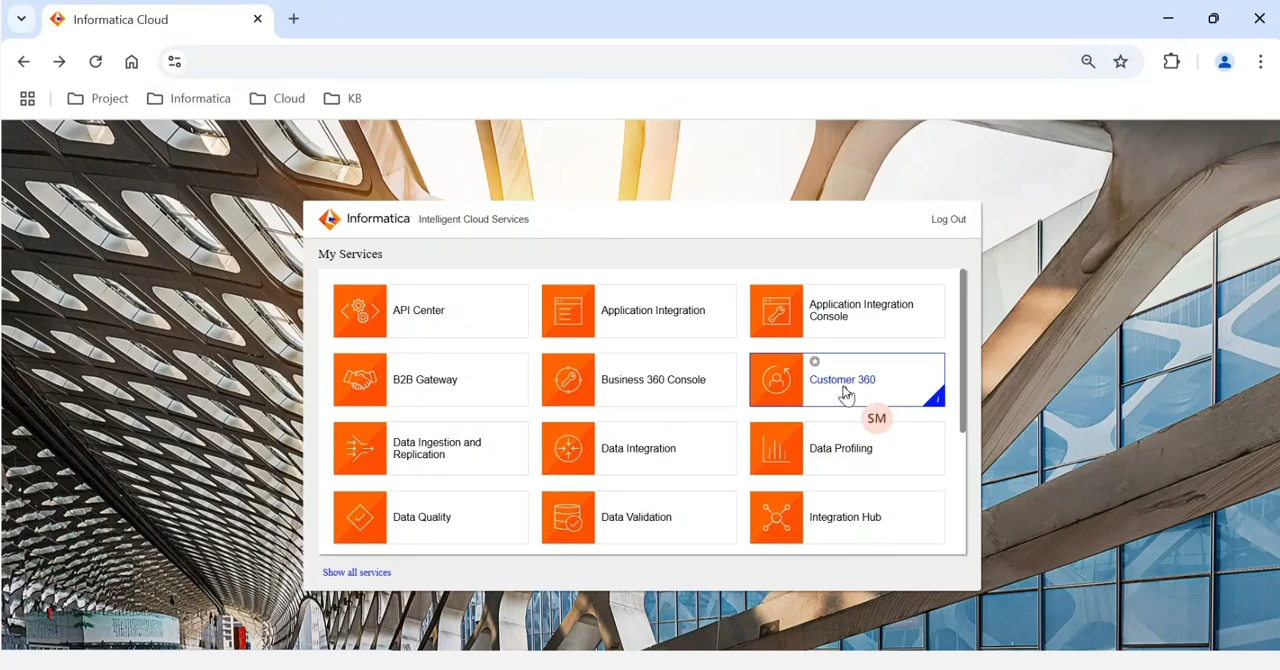 Informatica Cloud
Project
Informatica
Cloud
KB
Informatica Intelligent Cloud Services
Log Out
My Services
API Center
Application Integration
Application Integration
Console
B2B Gateway
Business 360 Console
Customer 360
i
SM
Data Ingestion and
Replication
Data Integration
Data Profiling
Data Quality
Data Validation
Integration Hub
Show all services